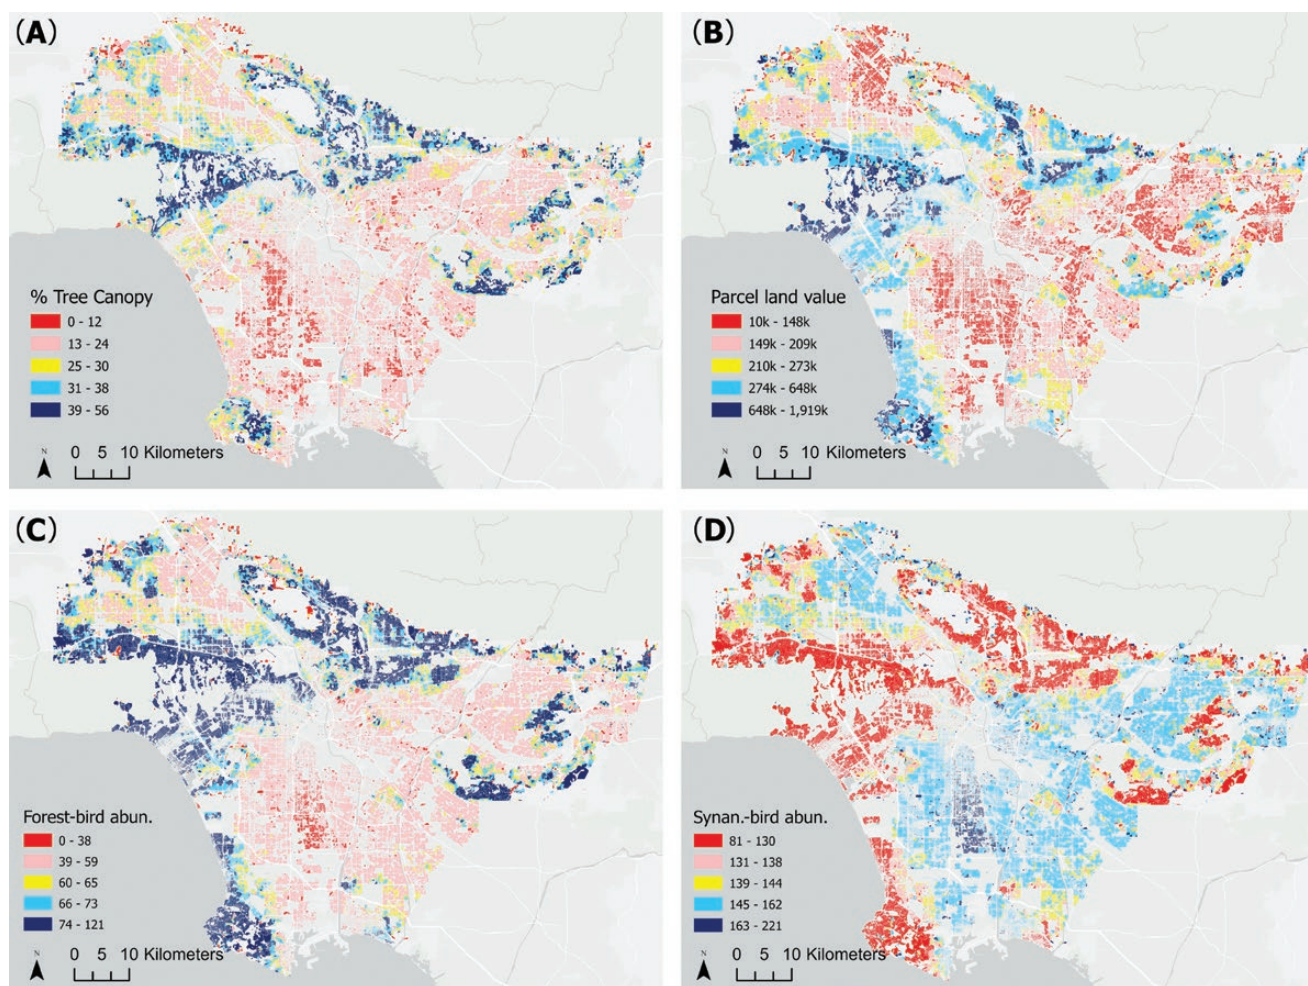 (A)
% Tree Canopy
0 - 12
13 - 24
25 - 30
31 - 38
39 - 56
N
0 5 10 Kilometers
(B)
Parcel land value
10k - 148k
149k - 209k
210k - 273k
274k - 648k
648k - 1,919k
N
0 5 10 Kilometers
(C)
Forest-bird abun.
0 - 38
39 - 59
60 - 65
66 - 73
74 - 121
N
0 5 10 Kilometers
(D)
Synan.-bird abun.
81 - 130
131 - 138
139 - 144
145 - 162
163 - 221
N
0 5 10 Kilometers